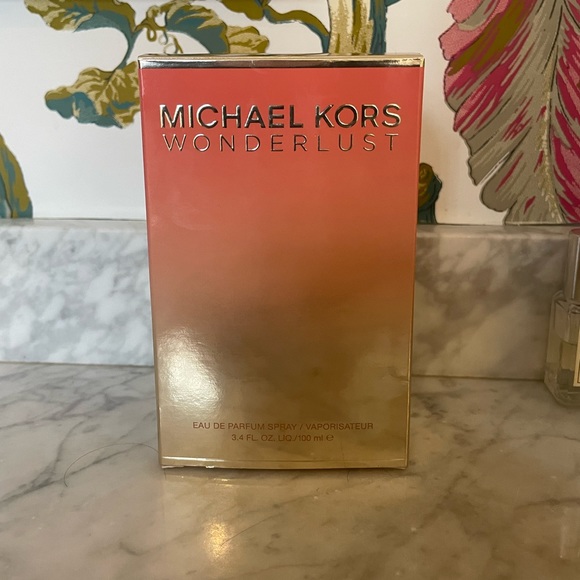 MICHAEL KORS
WONDERLUST
EAU DE PARFUM SPRAY / VAPORISATEUR
3.4 FL. OZ. LIQ./100 ml ℮